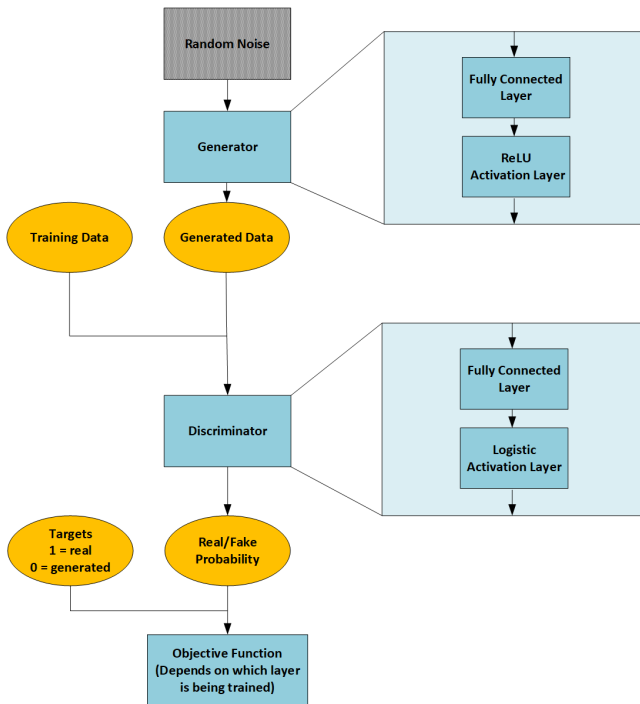 Random Noise
Fully Connected
Layer
Generator
ReLU
Activation Layer
Training Data
Generated Data
Fully Connected
Layer
Discriminator
Logistic
Activation Layer
Targets
1 = real
0 = generated
Real/Fake
Probability
Objective Function
(Depends on which layer
is being trained)